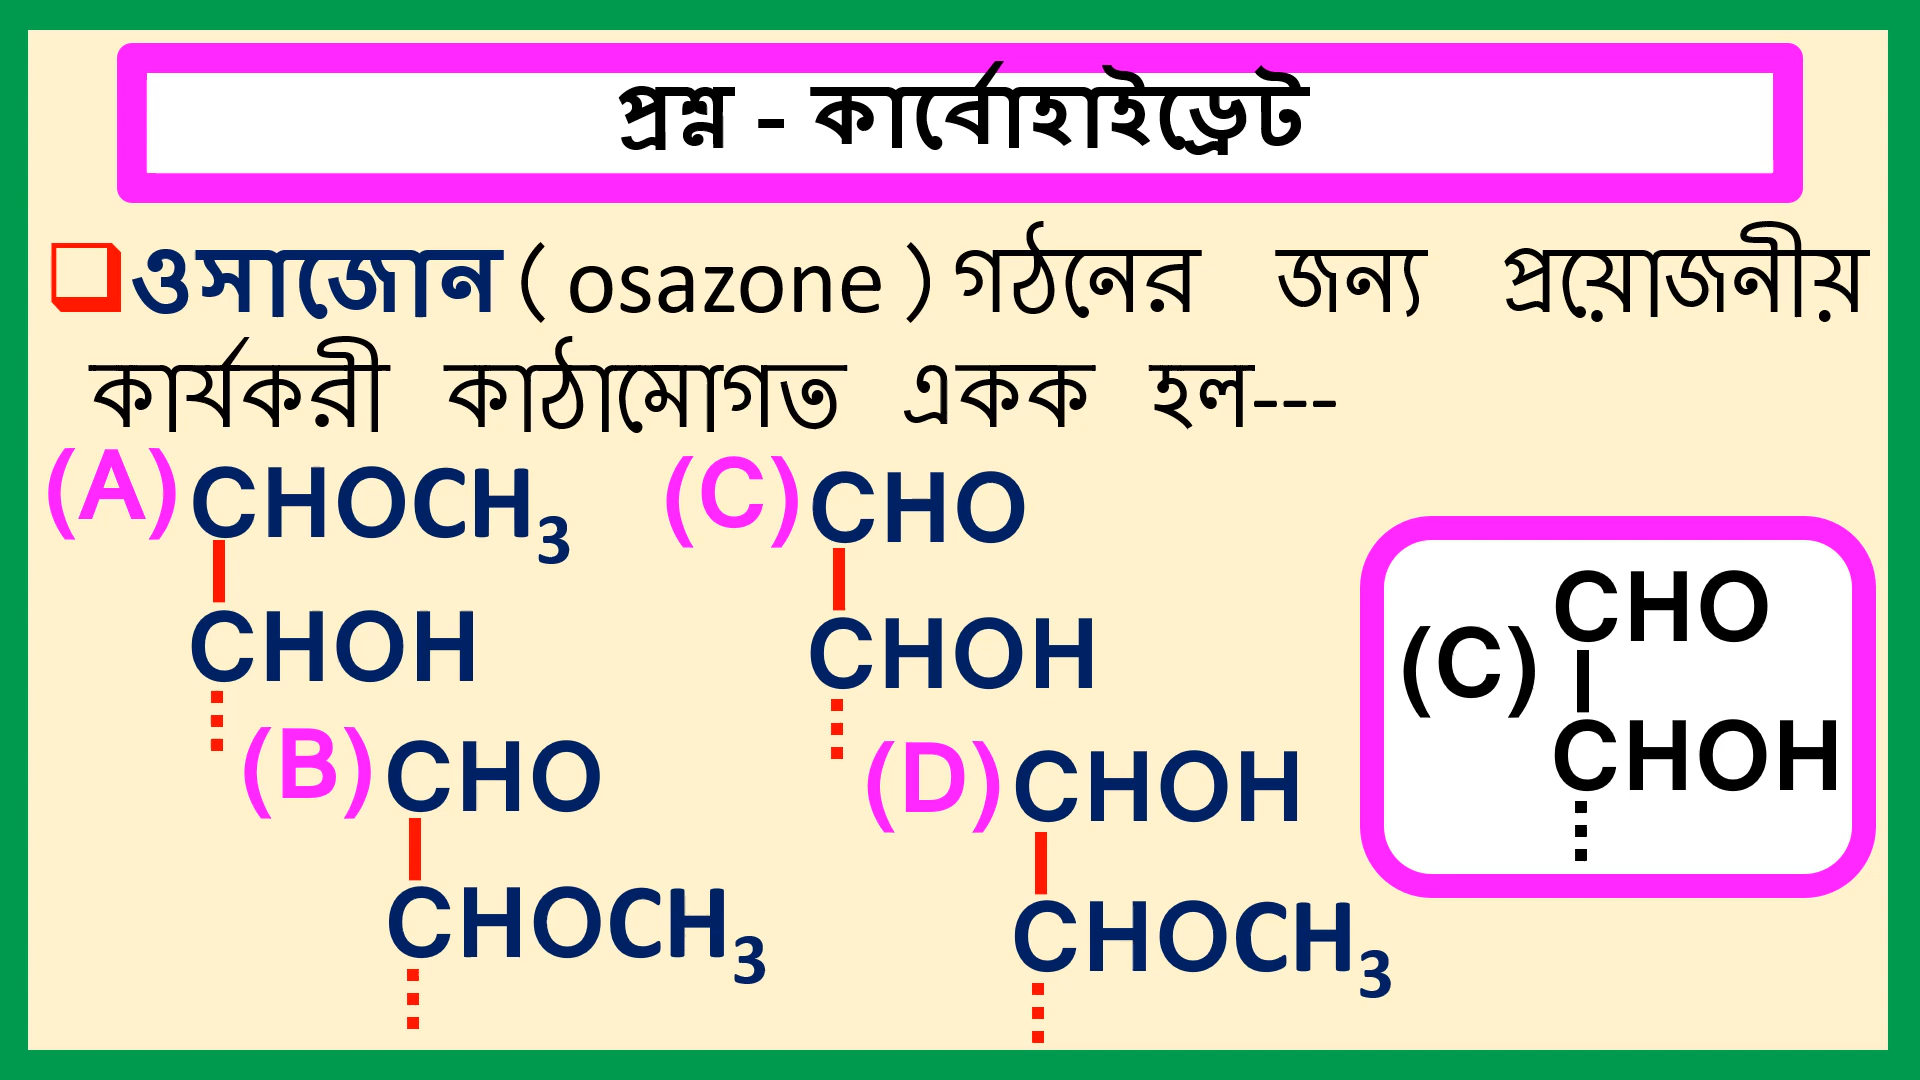 প্রশ্ন - কার্বোহাইড্রেট
ওসাজোন ( osazone ) গঠনের জন্য প্রয়োজনীয়
কার্যকরী কাঠামোগত একক হল---
(A) CHOCH₃
CHOH
(B) CHO
CHOCH₃
(C) CHO
CHOH
(D) CHOH
CHOCH₃
(C) CHO
CHOH